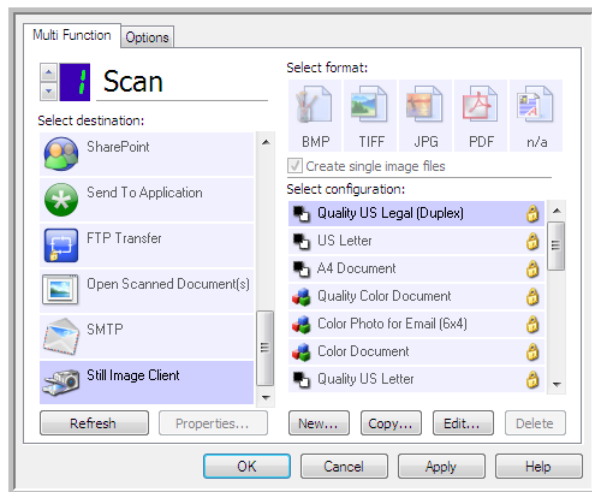 Multi Function
Options
1
Scan
Select destination:
SharePoint
Send To Application
FTP Transfer
Open Scanned Document(s)
SMTP
Still Image Client
Refresh
Properties...
Select format:
BMP
TIFF
JPG
PDF
n/a
Create single image files
Select configuration:
Quality US Legal (Duplex)
US Letter
A4 Document
Quality Color Document
Color Photo for Email (6x4)
Color Document
Quality US Letter
New...
Copy...
Edit...
Delete
OK
Cancel
Apply
Help